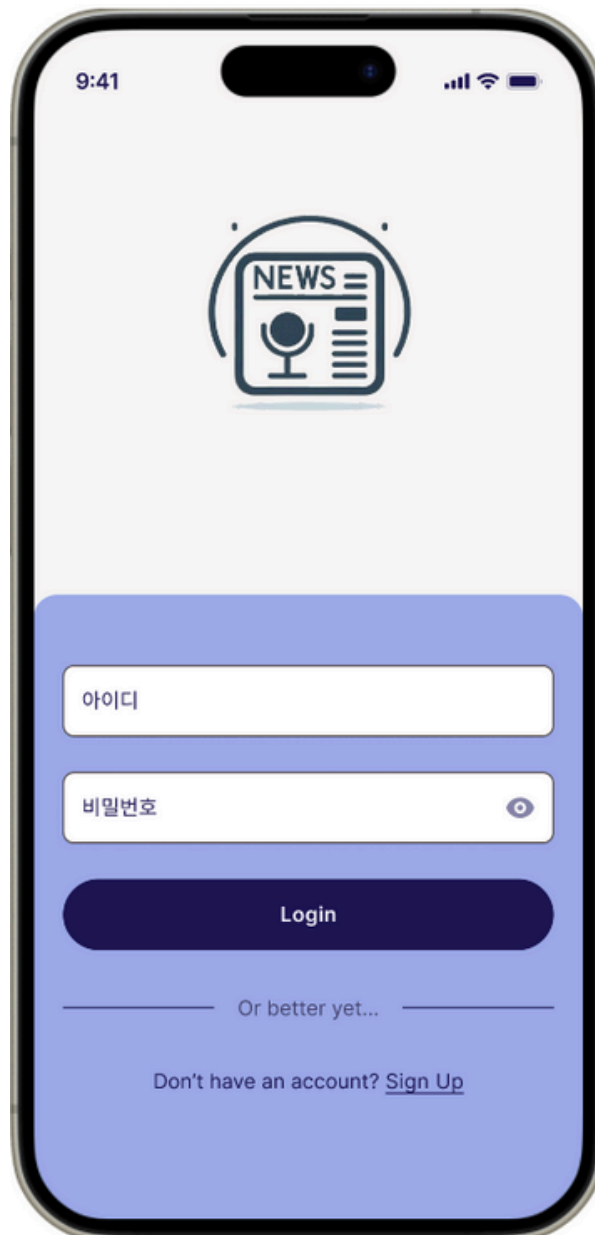 9:41
NEWS
아이디
비밀번호
Login
Or better yet...
Don't have an account? Sign Up